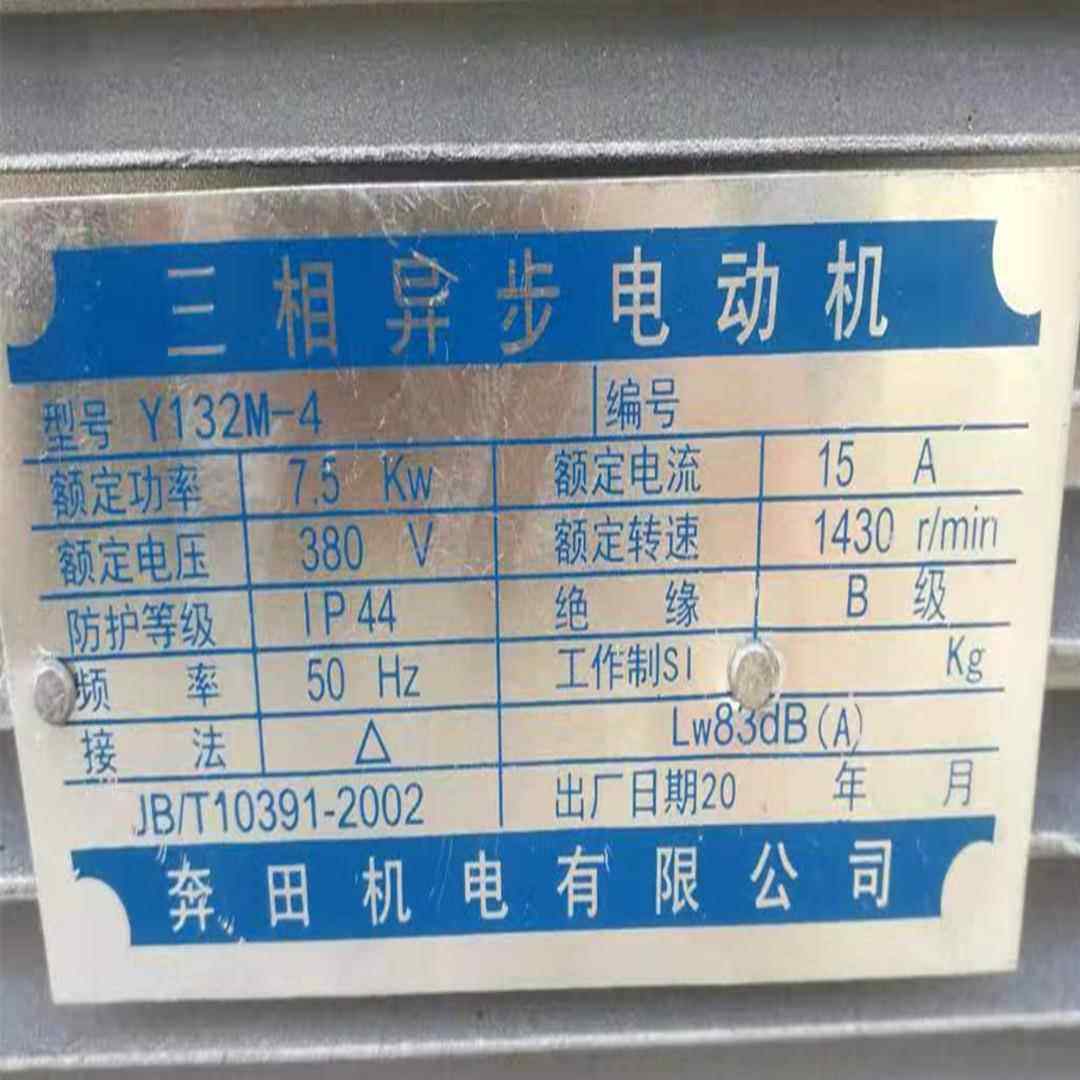 三相异步电动机
型号 Y132M-4 编号
额定功率 7.5 Kw 额定电流 15 A
额定电压 380 V 额定转速 1430 r/min
防护等级 IP44 绝缘 B 级
频率 50 Hz 工作制SI Kg
接法 △ Lw83dB(A)
JB/T10391-2002 出厂日期20 年 月
奔田机电有限公司